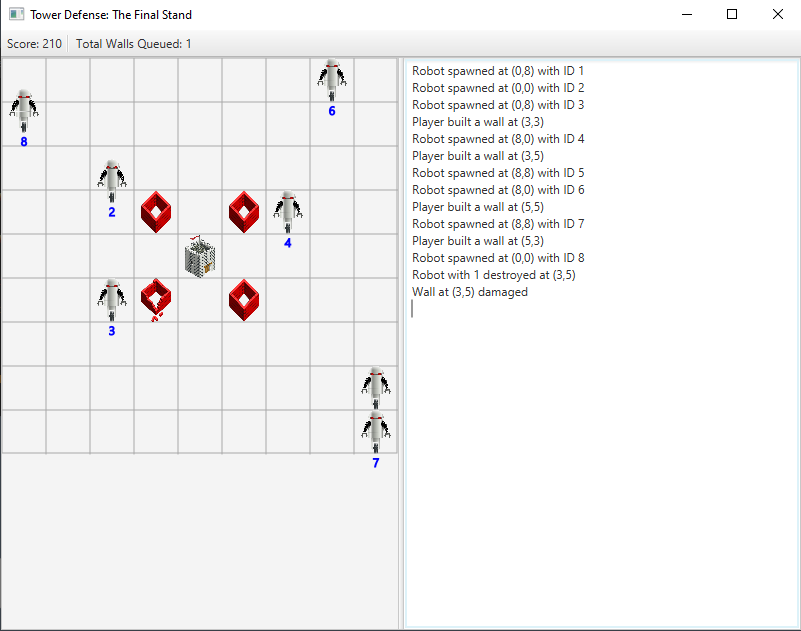 Tower Defense: The Final Stand
Score: 210 Total Walls Queued: 1
6
8
2
4
3
7
Robot spawned at (0,8) with ID 1
Robot spawned at (0,0) with ID 2
Robot spawned at (0,8) with ID 3
Player built a wall at (3,3)
Robot spawned at (8,0) with ID 4
Player built a wall at (3,5)
Robot spawned at (8,8) with ID 5
Robot spawned at (8,0) with ID 6
Player built a wall at (5,5)
Robot spawned at (8,8) with ID 7
Player built a wall at (5,3)
Robot spawned at (0,0) with ID 8
Robot with 1 destroyed at (3,5)
Wall at (3,5) damaged